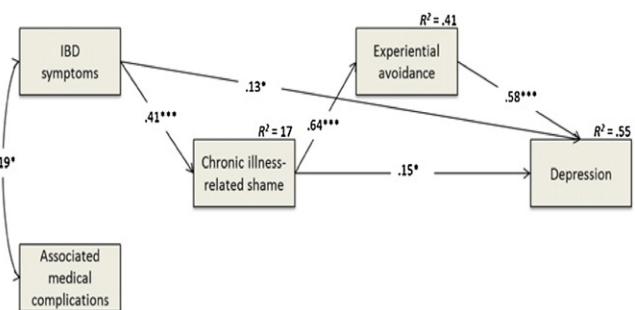 R² = .41
IBD
symptoms
Experiential
avoidance
.13*
.58***
.41***
.64***
R² = 17
R² = .55
19*
Chronic illness-
related shame
.15*
Depression
Associated
medical
complications